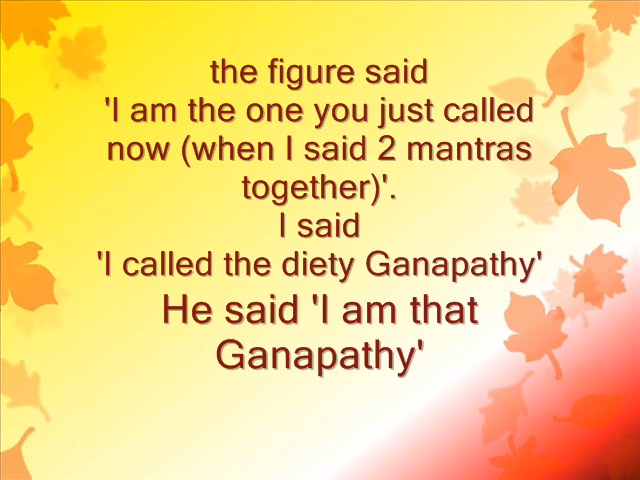 the figure said
'I am the one you just called
now (when I said 2 mantras
together)'.
I said
'I called the diety Ganapathy'
He said 'I am that
Ganapathy'